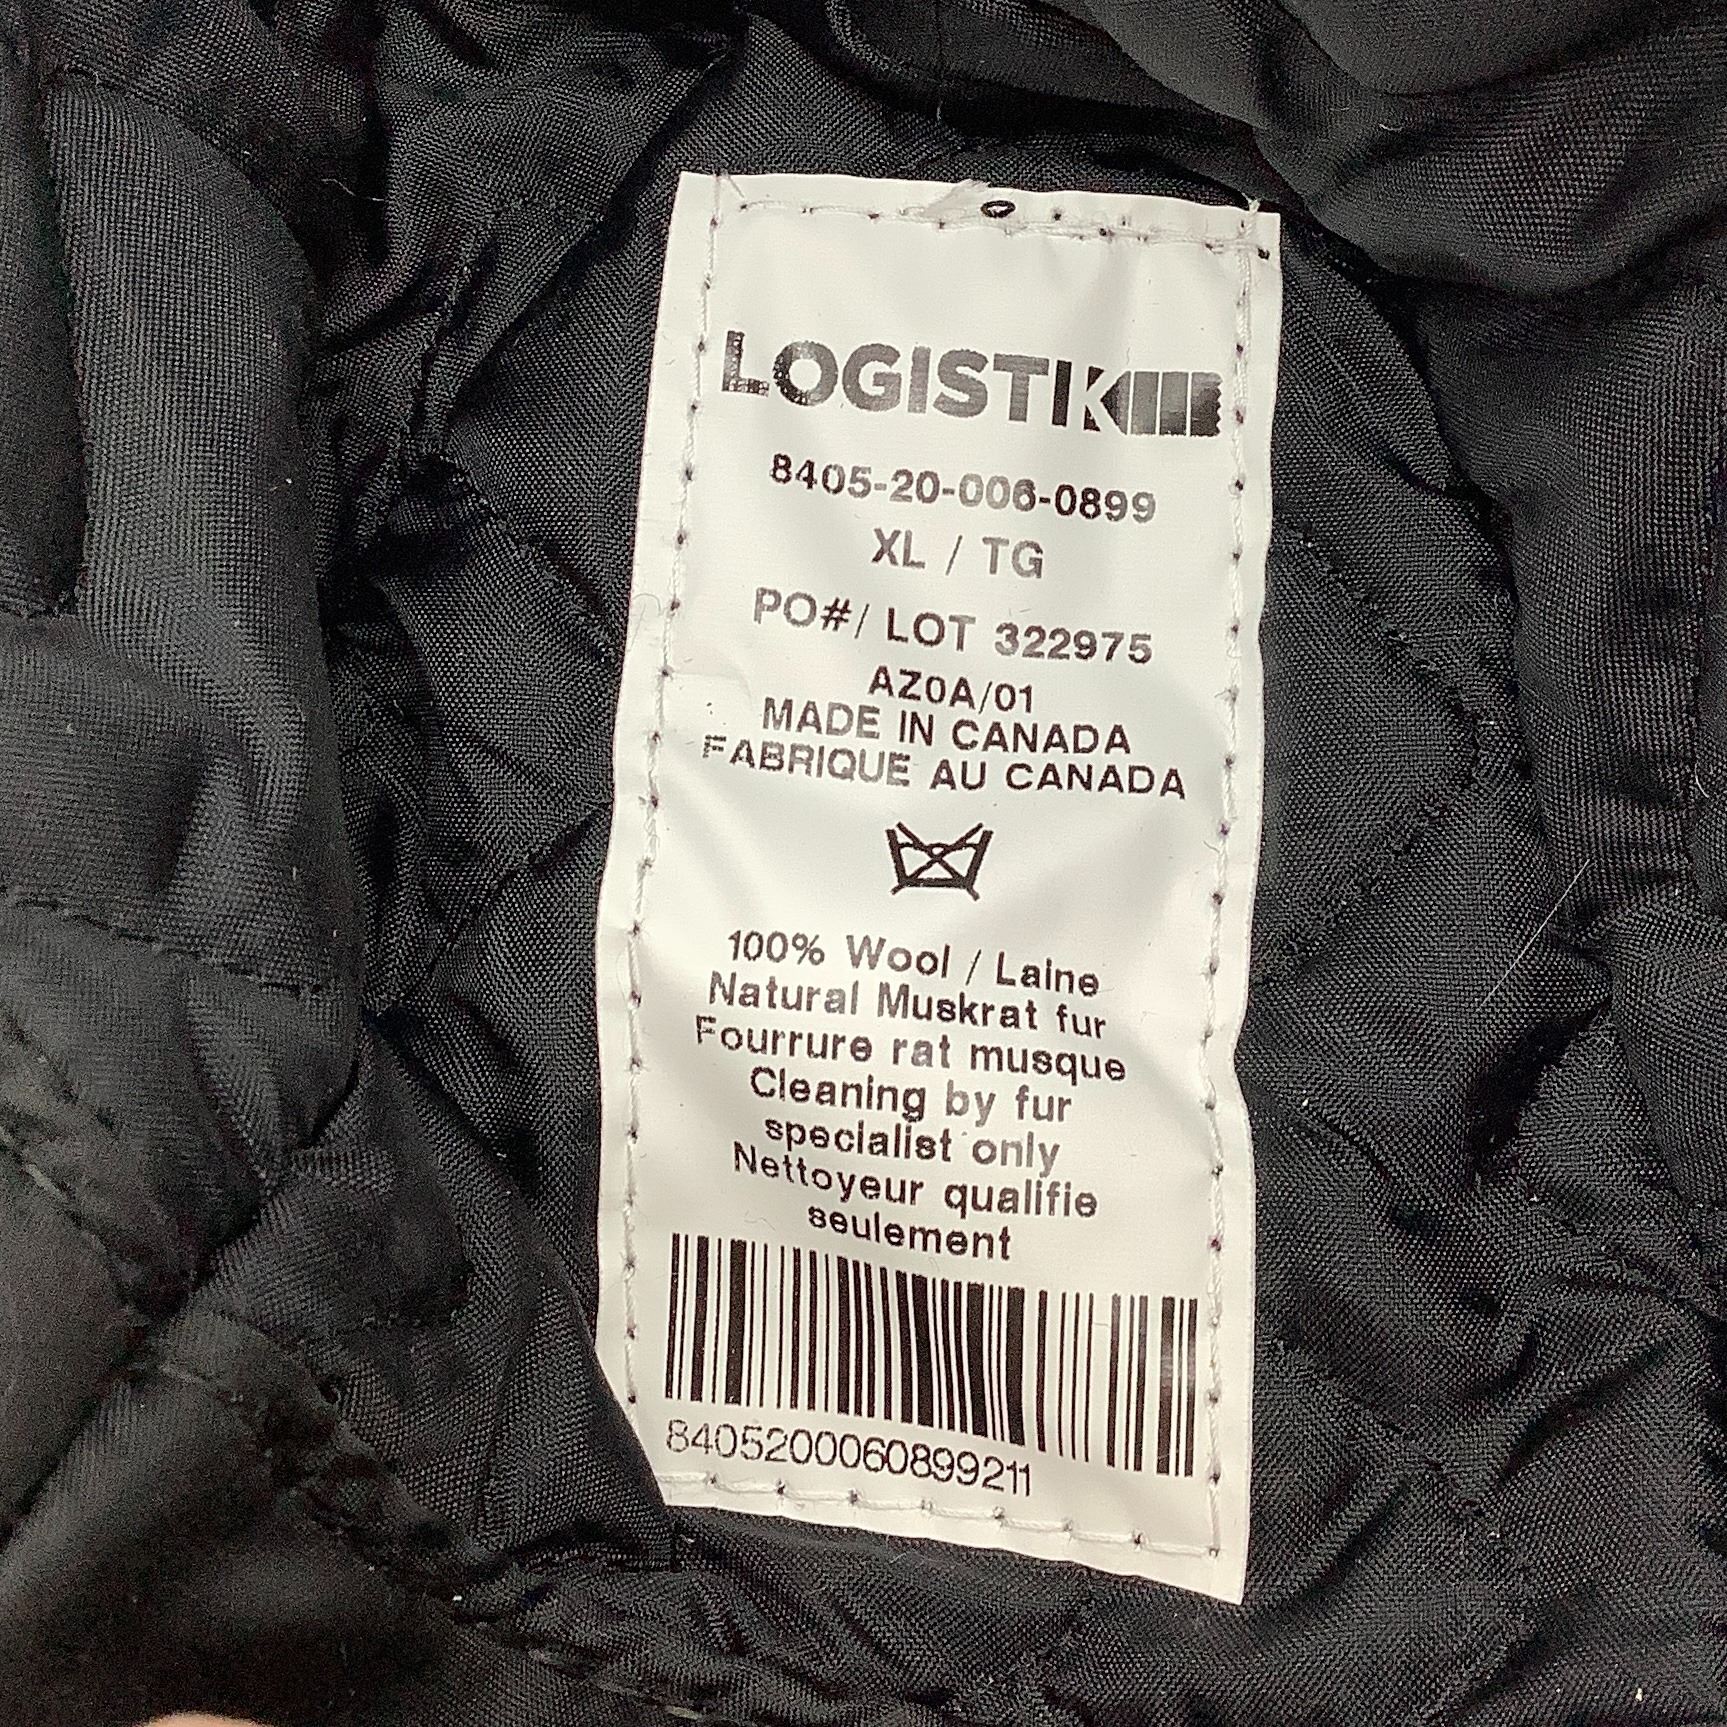 LOGISTIK
8405-20-006-0899
XL / TG
PO#/ LOT 322975
AZ0A/01
MADE IN CANADA
FABRIQUE AU CANADA
100% Wool / Laine
Natural Muskrat fur
Fourrure rat musque
Cleaning by fur
specialist only
Nettoyeur qualifie
seulement
8405200060899211